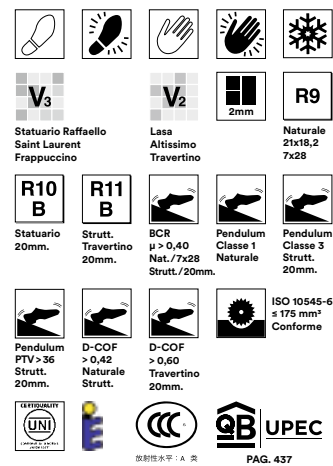 V3
V2
2mm
R9
Statuario Raffaello
Saint Laurent
Frappuccino
Lasa
Altissimo
Travertino
Naturale
21x18,2
7x28
R10
B
R11
B
Statuario
20mm.
Strutt.
Travertino
20mm.
BCR
µ > 0,40
Nat./7x28
Strutt./20mm.
Pendulum
Classe 1
Naturale
Pendulum
Classe 3
Strutt.
20mm.
ISO 10545-6
≤ 175 mm³
Conforme
Pendulum
PTV > 36
Strutt.
20mm.
D-COF
> 0,42
Naturale
Strutt.
D-COF
> 0,60
Travertino
20mm.
CERTIQUALITY
UNI
CCC
放射性水平：A 类
QB
UPEC
PAG. 437